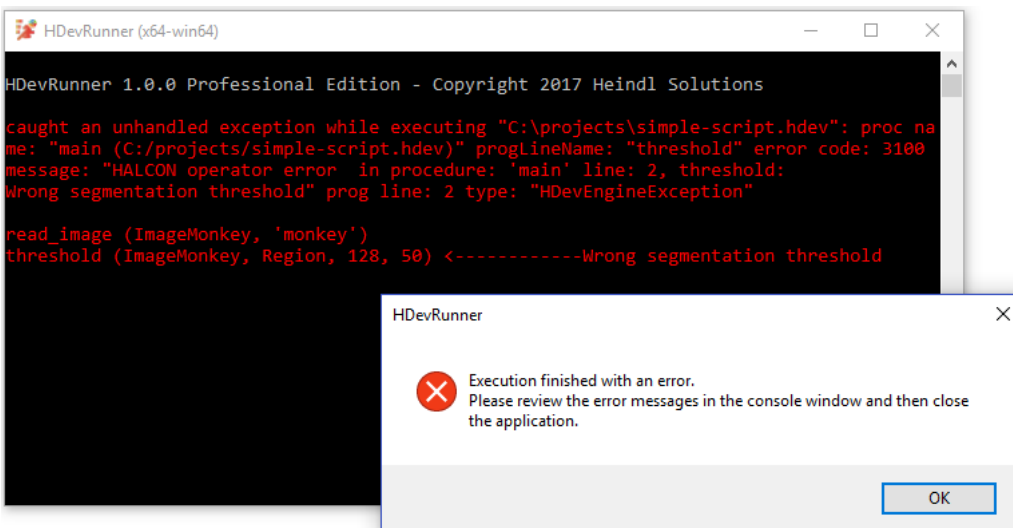 HDevRunner (x64-win64)
HDevRunner 1.0.0 Professional Edition - Copyright 2017 Heindl Solutions
caught an unhandled exception while executing "C:\projects\simple-script.hdev": proc na
me: "main (C:/projects/simple-script.hdev)" progLineName: "threshold" error code: 3100
message: "HALCON operator error  in procedure: 'main' line: 2, threshold:
Wrong segmentation threshold" prog line: 2 type: "HDevEngineException"
read_image (ImageMonkey, 'monkey')
threshold (ImageMonkey, Region, 128, 50) <------------Wrong segmentation threshold
HDevRunner
Execution finished with an error.
Please review the error messages in the console window and then close
the application.
OK